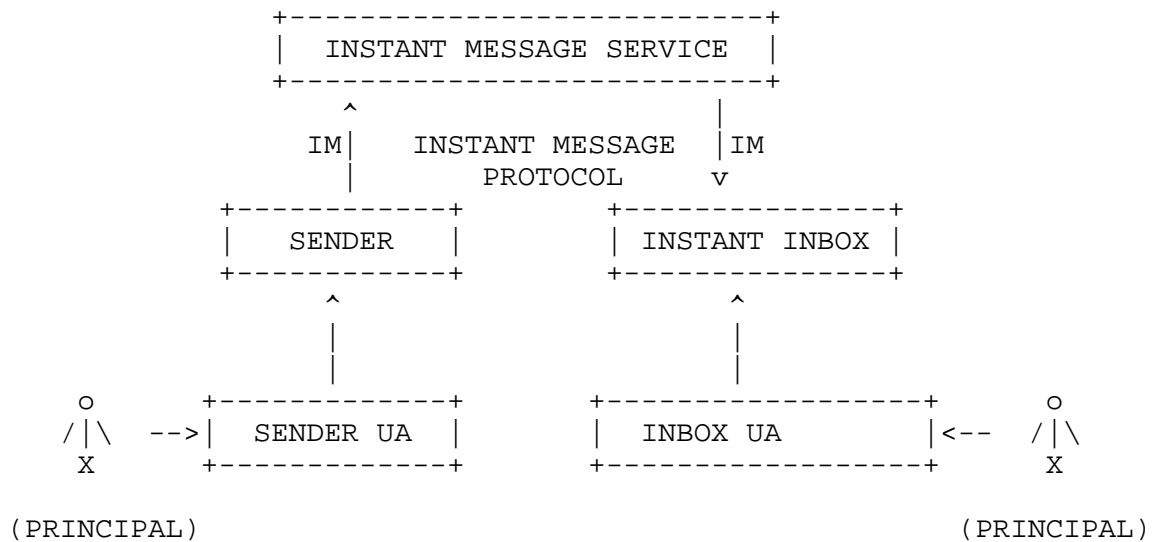 +---------------------------+
|  INSTANT MESSAGE SERVICE  |
+---------------------------+
^                     |
IM|   INSTANT MESSAGE  |IM
|       PROTOCOL     v
+------------+        +---------------+
|   SENDER   |        | INSTANT INBOX |
+------------+        +---------------+
^                       ^
|                       |
|                       |
o      +-------------+       +------------------+      o
/|\  -->|  SENDER UA  |       |  INBOX UA        |<--  /|\
X      +-------------+       +------------------+      X
(PRINCIPAL)                                           (PRINCIPAL)